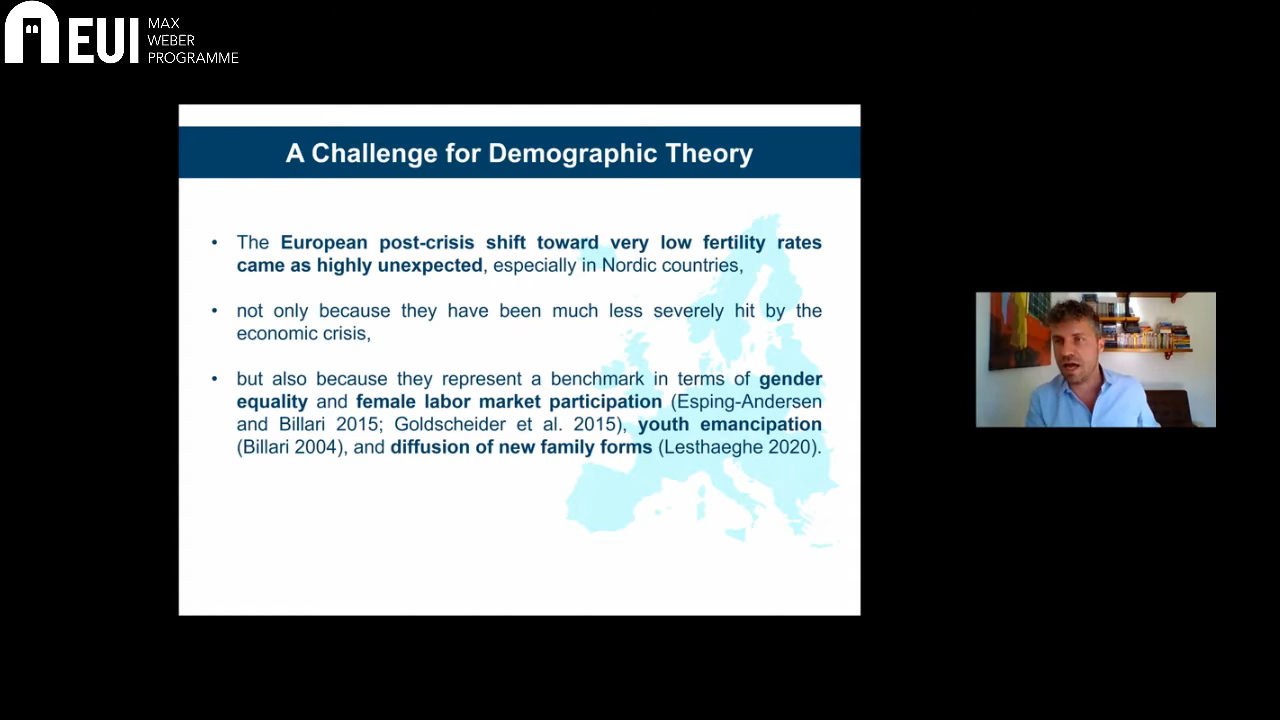 EUI
MAX
WEBER
PROGRAMME
A Challenge for Demographic Theory
• The European post-crisis shift toward very low fertility rates
came as highly unexpected, especially in Nordic countries,
• not only because they have been much less severely hit by the
economic crisis,
• but also because they represent a benchmark in terms of gender
equality and female labor market participation (Esping-Andersen
and Billari 2015; Goldscheider et al. 2015), youth emancipation
(Billari 2004), and diffusion of new family forms (Lesthaeghe 2020).